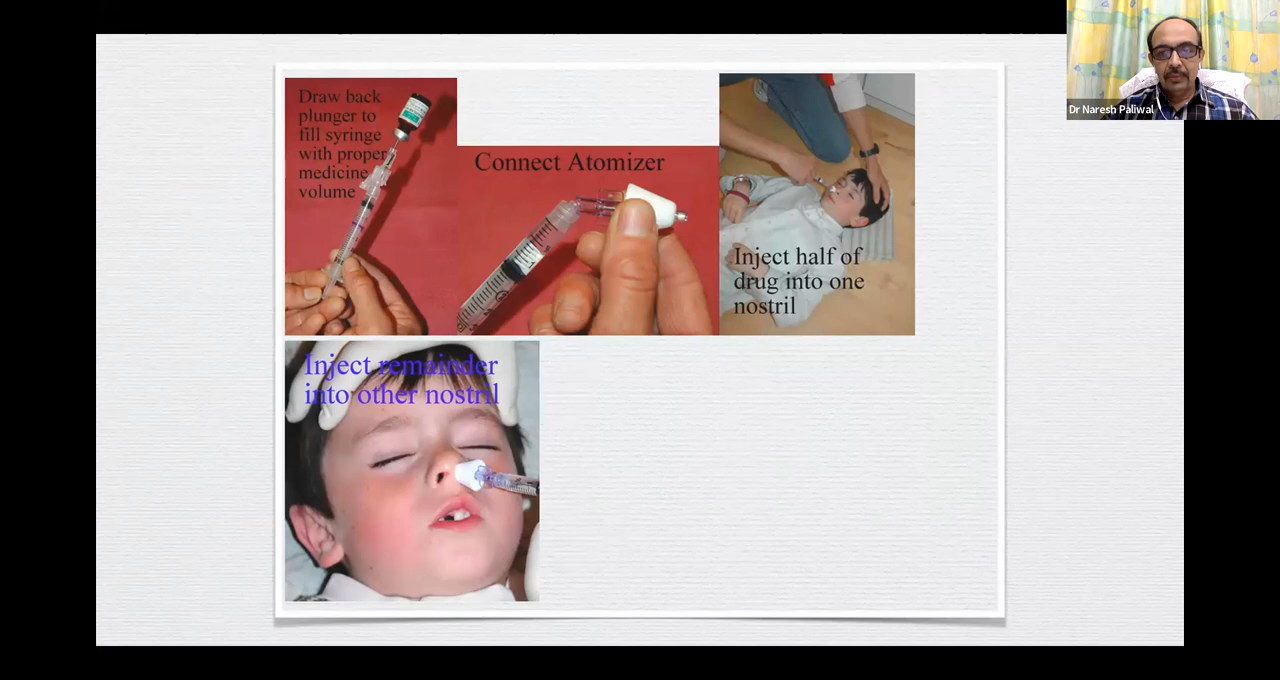 Draw back
plunger to
fill syringe
with proper
medicine
volume
Connect Atomizer
Inject half of
drug into one
nostril
Inject remainder
into other nostril
Dr Naresh Paliwal